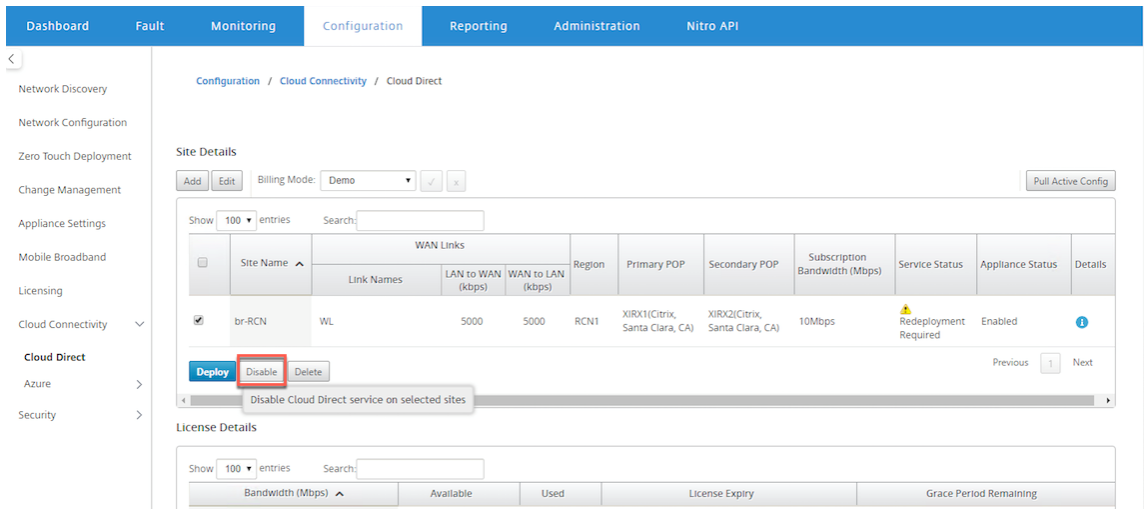 Dashboard Fault Monitoring Configuration Reporting Administration Nitro API
Network Discovery
Network Configuration
Zero Touch Deployment
Change Management
Appliance Settings
Mobile Broadband
Licensing
Cloud Connectivity
Cloud Direct
Azure
Security
Configuration / Cloud Connectivity / Cloud Direct
Site Details
Add Edit Billing Mode: Demo ✓ x Pull Active Config
Show 100 entries Search:
WAN Links
Site Name Link Names LAN to WAN (kbps) WAN to LAN (kbps) Region Primary POP Secondary POP Subscription Bandwidth (Mbps) Service Status Appliance Status Details
br-RCN WL 5000 5000 RCN1 XIRX1(Citrix, Santa Clara, CA) XIRX2(Citrix, Santa Clara, CA) 10Mbps Redeployment Required Enabled
Deploy Disable Delete Previous 1 Next
Disable Cloud Direct service on selected sites
License Details
Show 100 entries Search:
Bandwidth (Mbps) Available Used License Expiry Grace Period Remaining